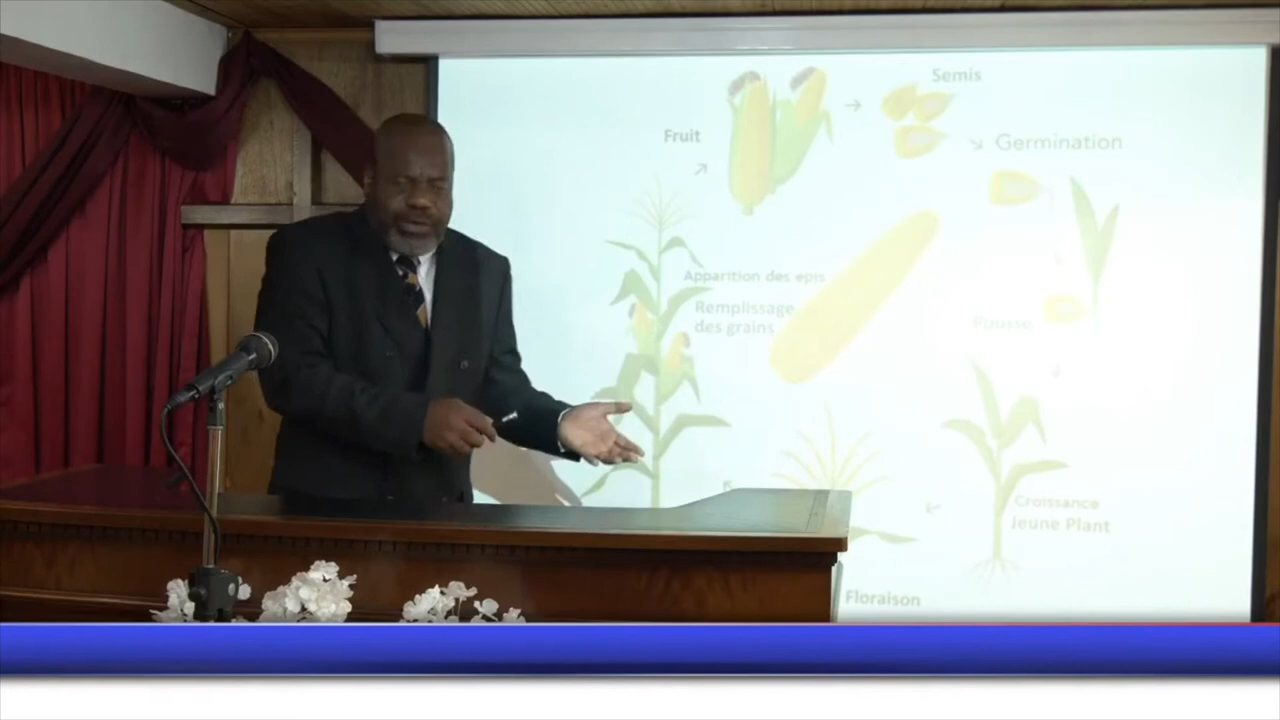 Semis
Fruit
Germination
Apparition des epis
Remplissage
des grains
Pousse
Croissance
Jeune Plant
Floraison